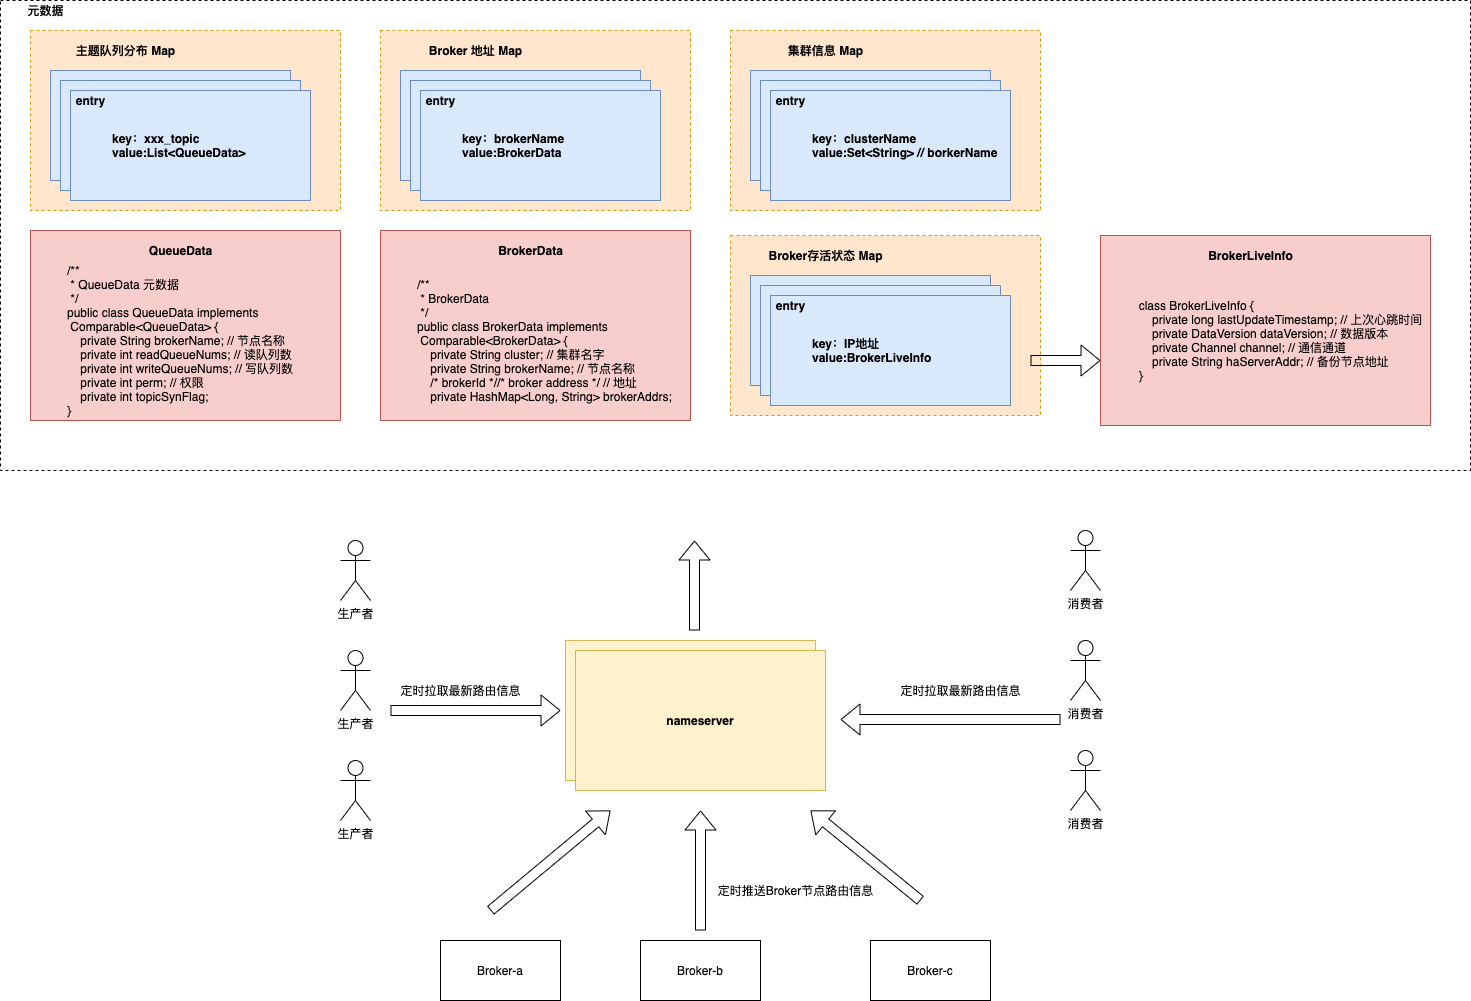 元数据
主题队列分布 Map
entry
key：xxx_topic
value:List<QueueData>
Broker 地址 Map
entry
key：brokerName
value:BrokerData
集群信息 Map
entry
key：clusterName
value:Set<String> // borkerName
QueueData
/**
* QueueData 元数据
*/
public class QueueData implements
Comparable<QueueData> {
private String brokerName; // 节点名称
private int readQueueNums; // 读队列数
private int writeQueueNums; // 写队列数
private int perm; // 权限
private int topicSynFlag;
}
BrokerData
/**
* BrokerData
*/
public class BrokerData implements
Comparable<BrokerData> {
private String cluster; // 集群名字
private String brokerName; // 节点名称
/* brokerId *//* broker address */ // 地址
private HashMap<Long, String> brokerAddrs;
Broker存活状态 Map
entry
key：IP地址
value:BrokerLiveInfo
BrokerLiveInfo
class BrokerLiveInfo {
private long lastUpdateTimestamp; // 上次心跳时间
private DataVersion dataVersion; // 数据版本
private Channel channel; // 通信通道
private String haServerAddr; // 备份节点地址
}
生产者
生产者
生产者
定时拉取最新路由信息
nameserver
定时拉取最新路由信息
消费者
消费者
消费者
定时推送Broker节点路由信息
Broker-a
Broker-b
Broker-c